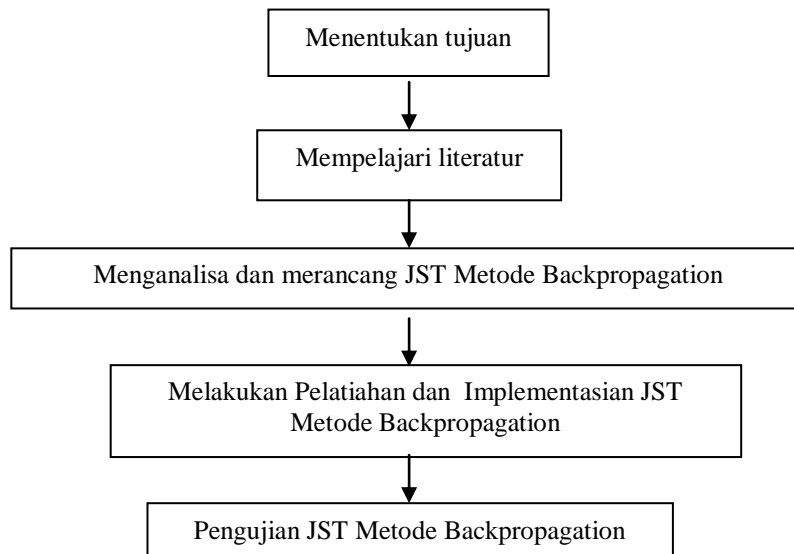 Menentukan tujuan
Mempelajari literatur
Menganalisa dan merancang JST Metode Backpropagation
Melakukan Pelatiahan dan Implementasian JST
Metode Backpropagation
Pengujian JST Metode Backpropagation